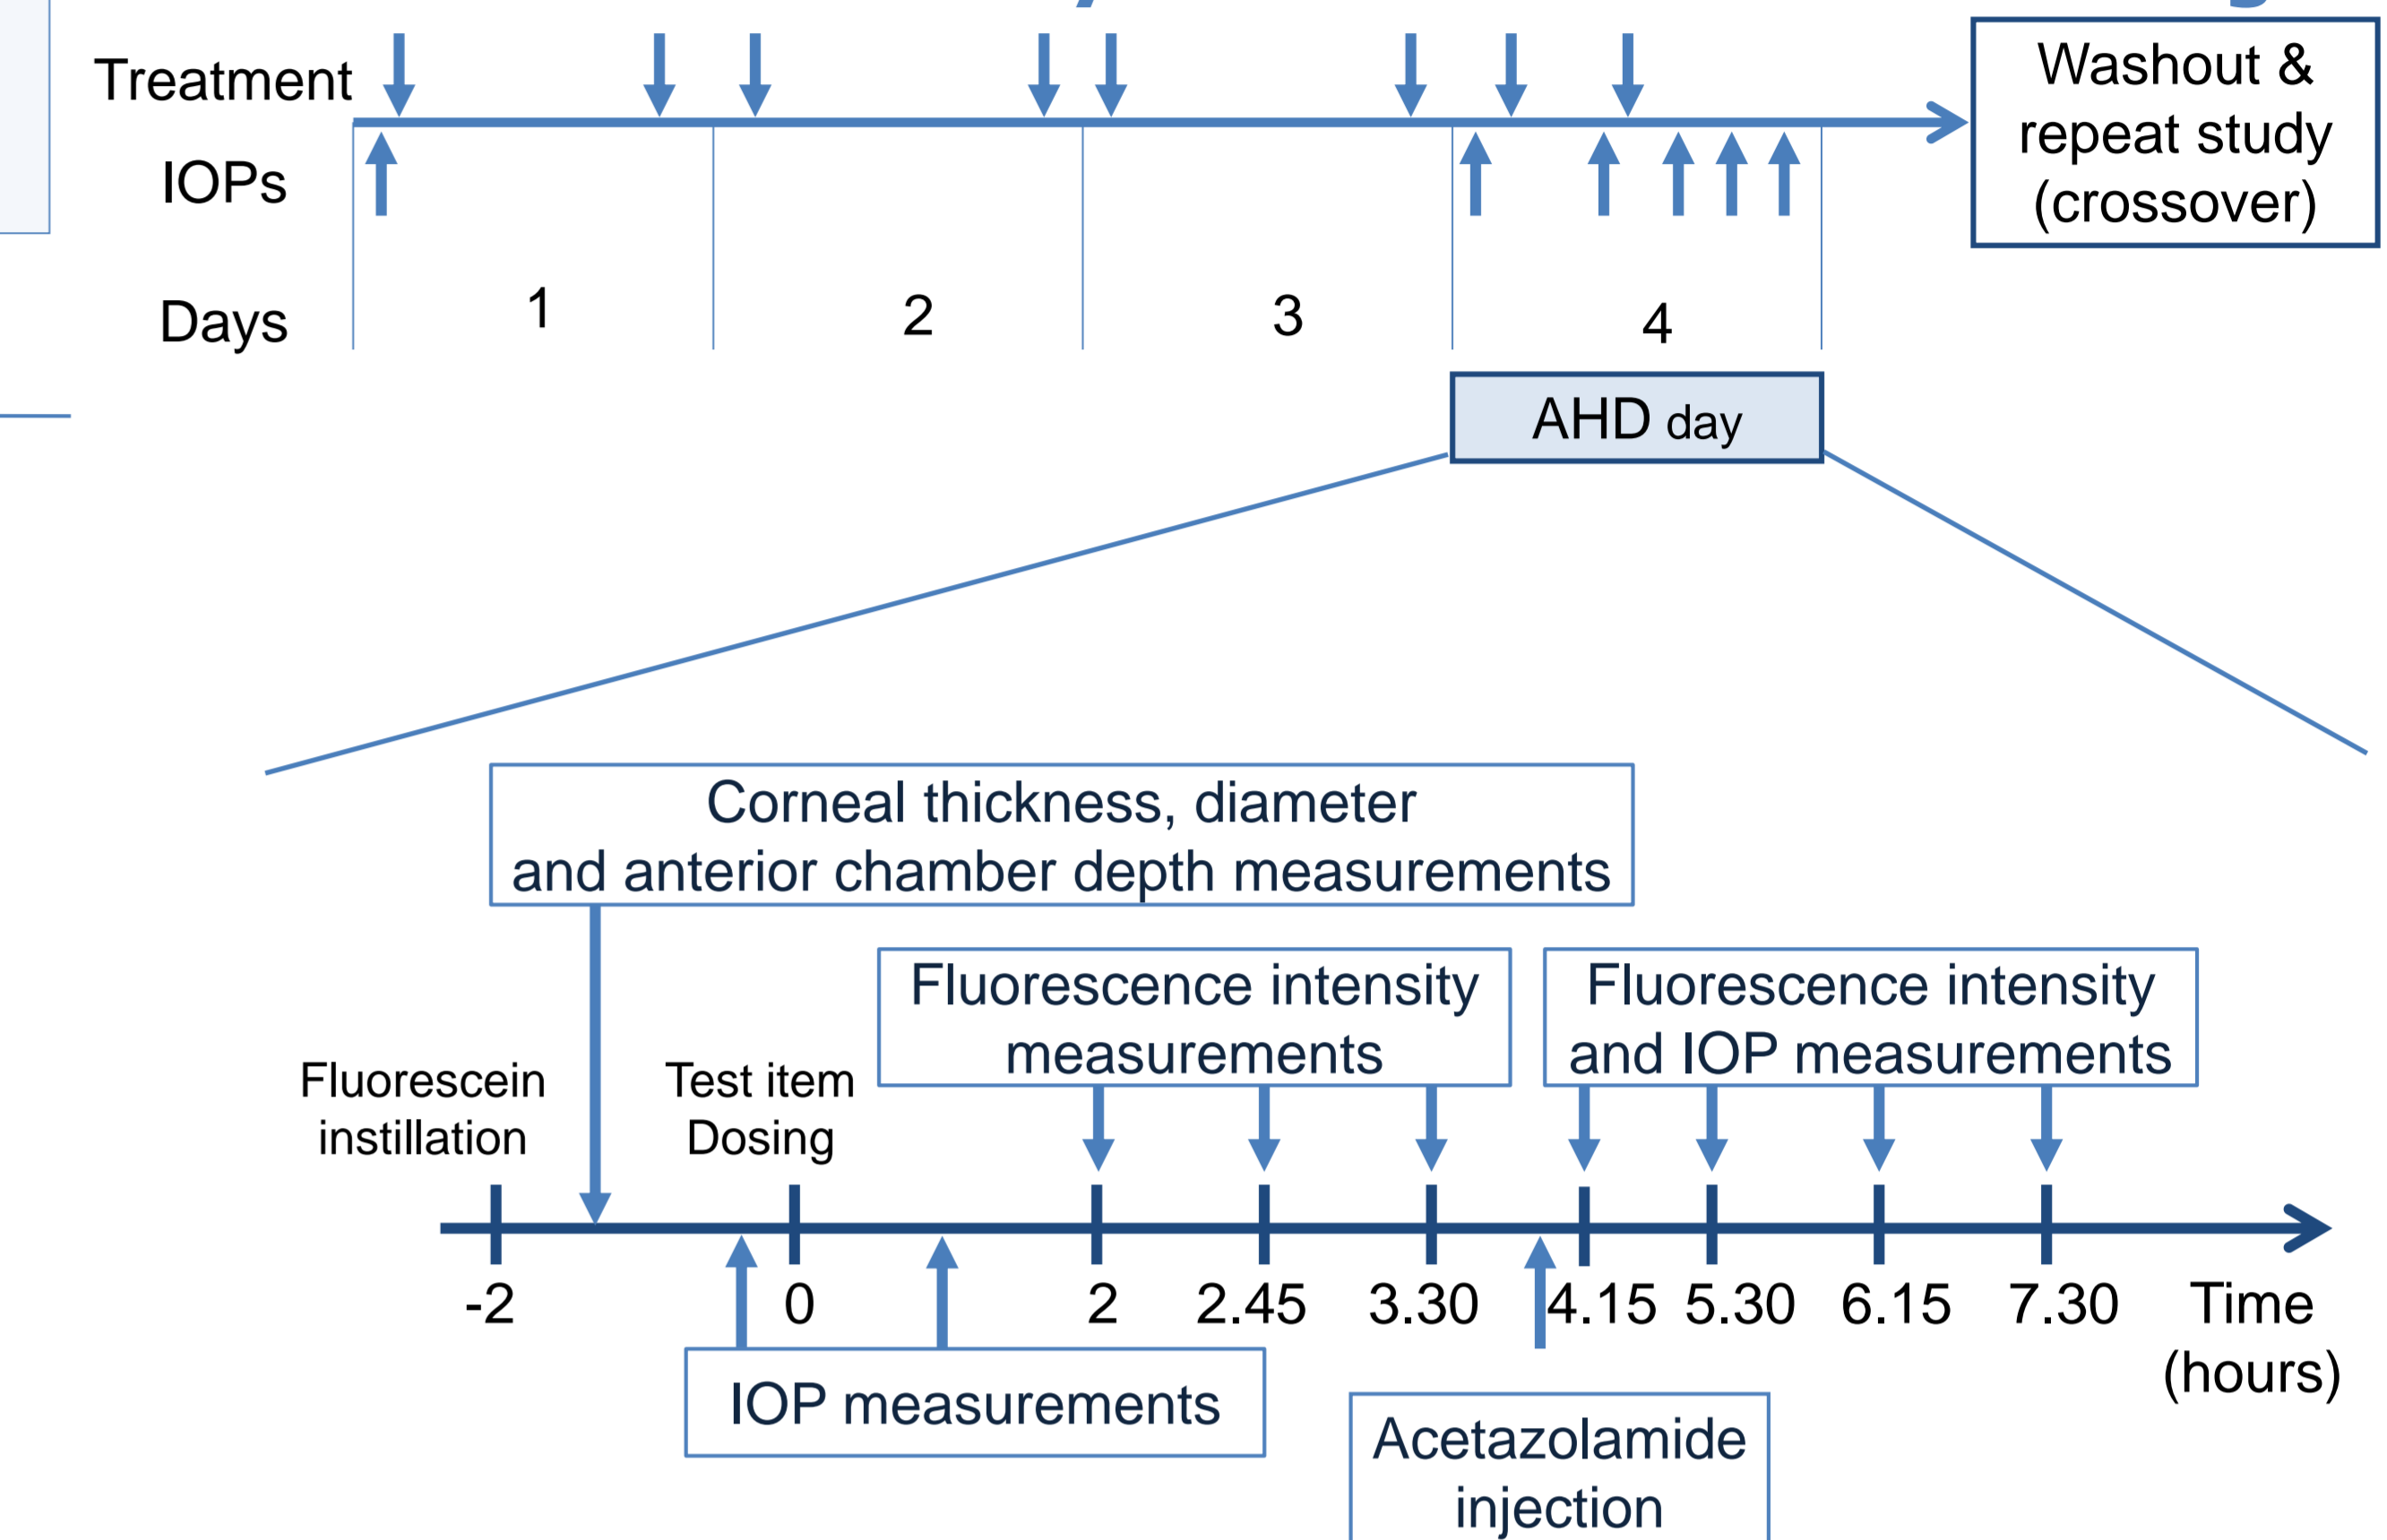 Treatment
Washout &
repeat study
(crossover)
IOPs
Days
1
2
3
4
AHD day
Corneal thickness, diameter
and anterior chamber depth measurements
Fluorescence intensity
measurements
Fluorescence intensity
and IOP measurements
Fluorescein
instillation
Test item
Dosing
-2
0
2
2.45
3.30
4.15
5.30
6.15
7.30
Time
(hours)
IOP measurements
Acetazolamide
injection